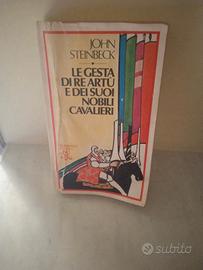 JOHN
STEINBECK
LE GESTA
DI RE ARTÙ
E DEI SUOI
NOBILI
CAVALIERI
subito